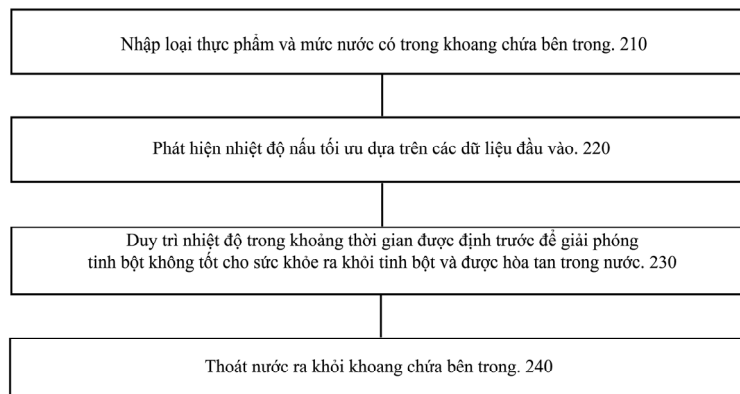 Nhập loại thực phẩm và mức nước có trong khoang chứa bên trong. 210
Phát hiện nhiệt độ nấu tối ưu dựa trên các dữ liệu đầu vào. 220
Duy trì nhiệt độ trong khoảng thời gian được định trước để giải phóng
tinh bột không tốt cho sức khỏe ra khỏi tinh bột và được hòa tan trong nước. 230
Thoát nước ra khỏi khoang chứa bên trong. 240